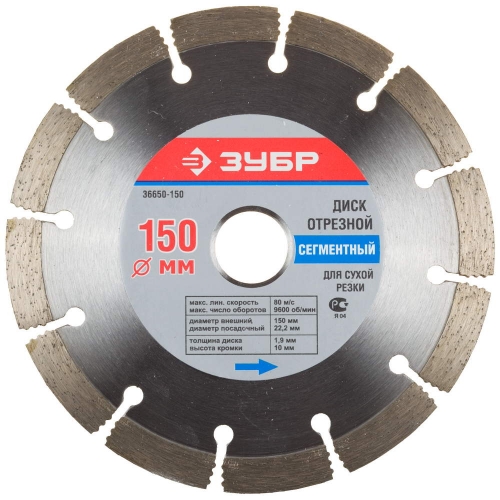 ЗУБР
36650-150
150
Ø мм
ДИСК
ОТРЕЗНОЙ
СЕГМЕНТНЫЙ
ДЛЯ СУХОЙ
РЕЗКИ
макс. лин. скорость 80 м/с
макс. число оборотов 9600 об/мин
диаметр внешний 150 мм
диаметр посадочный 22,2 мм
толщина диска 1,9 мм
высота кромки 10 мм
Я 04